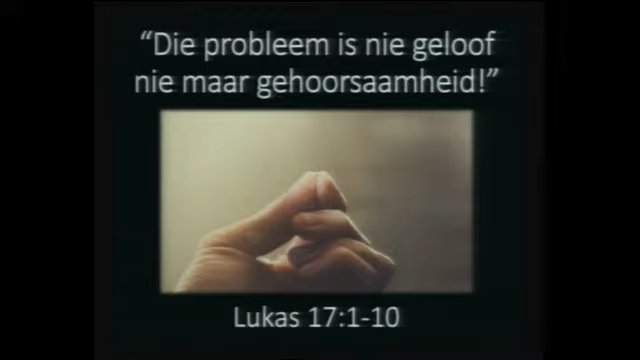 “Die probleem is nie geloof
nie maar gehoorsaamheid!”
Lukas 17:1-10